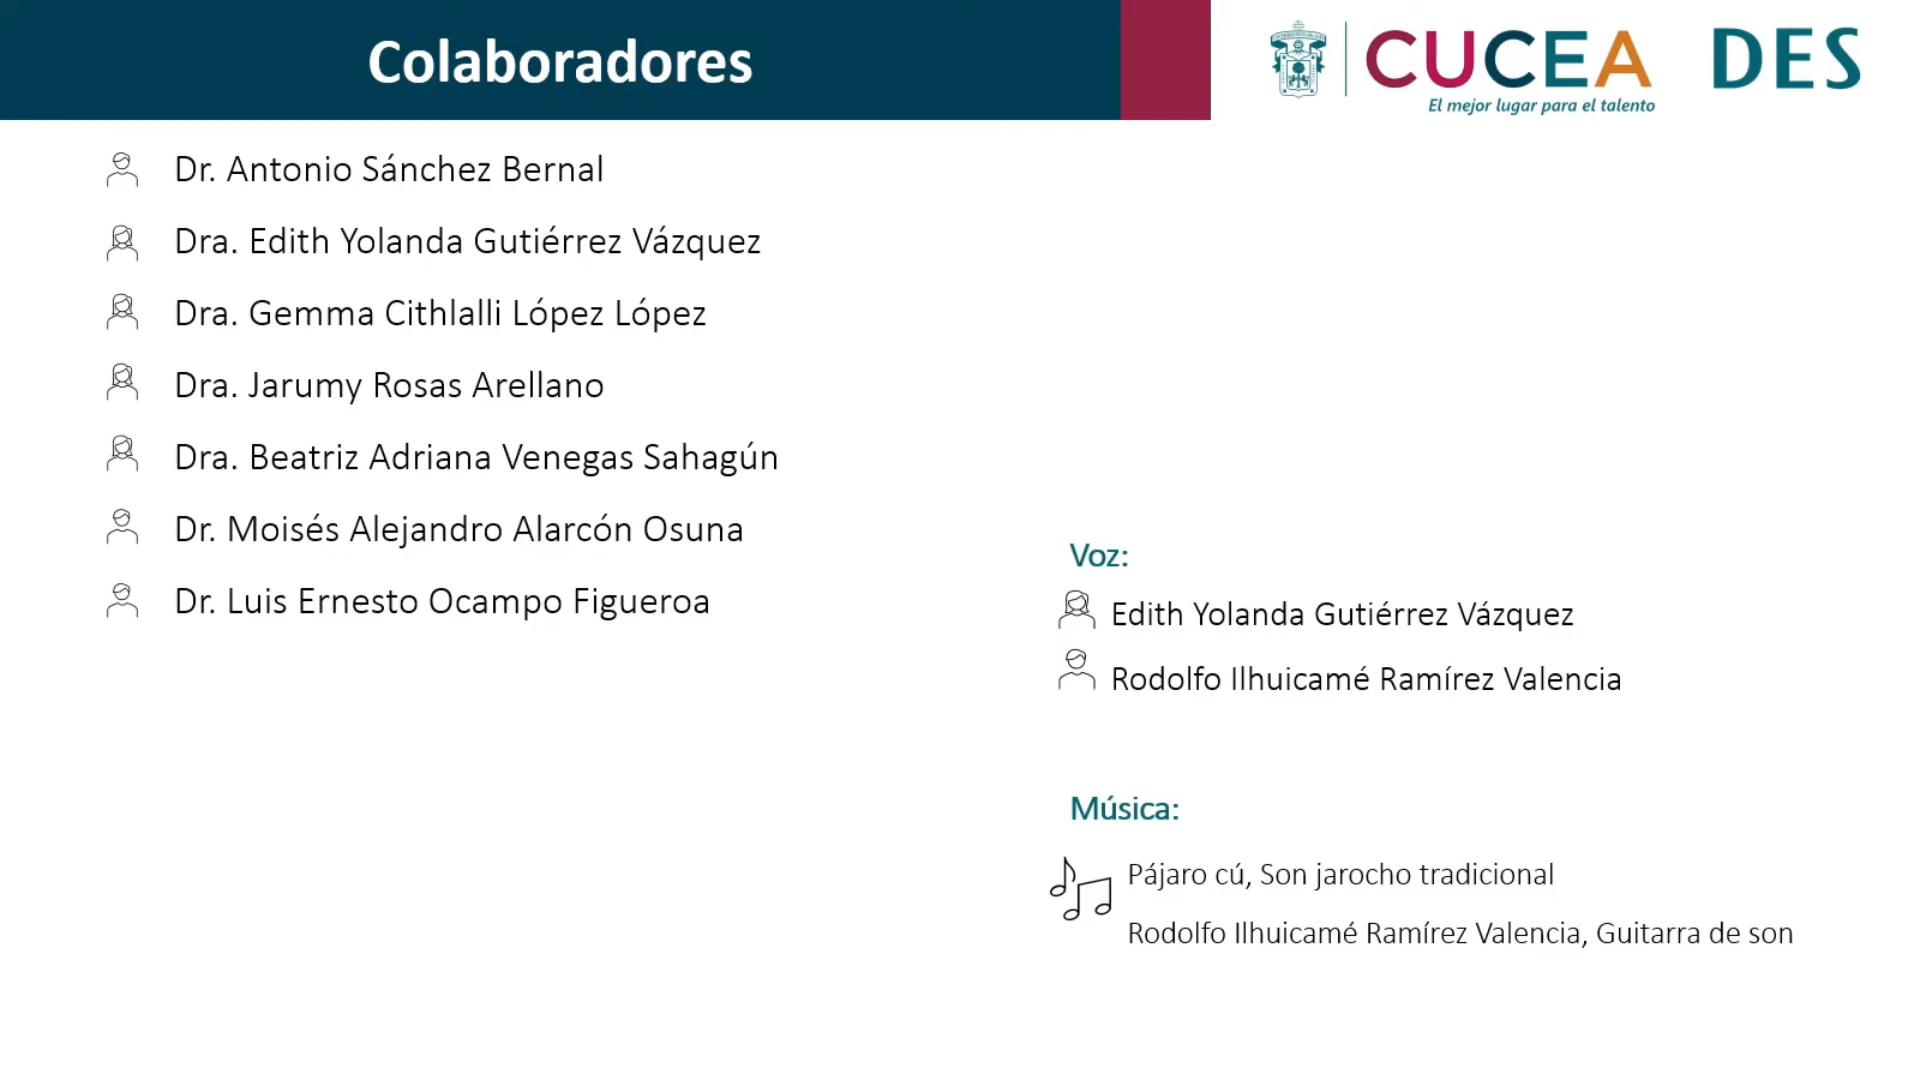 Colaboradores
CUCEA
El mejor lugar para el talento
DES
Dr. Antonio Sánchez Bernal
Dra. Edith Yolanda Gutiérrez Vázquez
Dra. Gemma Cithlalli López López
Dra. Jarumy Rosas Arellano
Dra. Beatriz Adriana Venegas Sahagún
Dr. Moisés Alejandro Alarcón Osuna
Dr. Luis Ernesto Ocampo Figueroa
Voz:
Edith Yolanda Gutiérrez Vázquez
Rodolfo Ilhuicamé Ramírez Valencia
Música:
Pájaro cú, Son jarocho tradicional
Rodolfo Ilhuicamé Ramírez Valencia, Guitarra de son